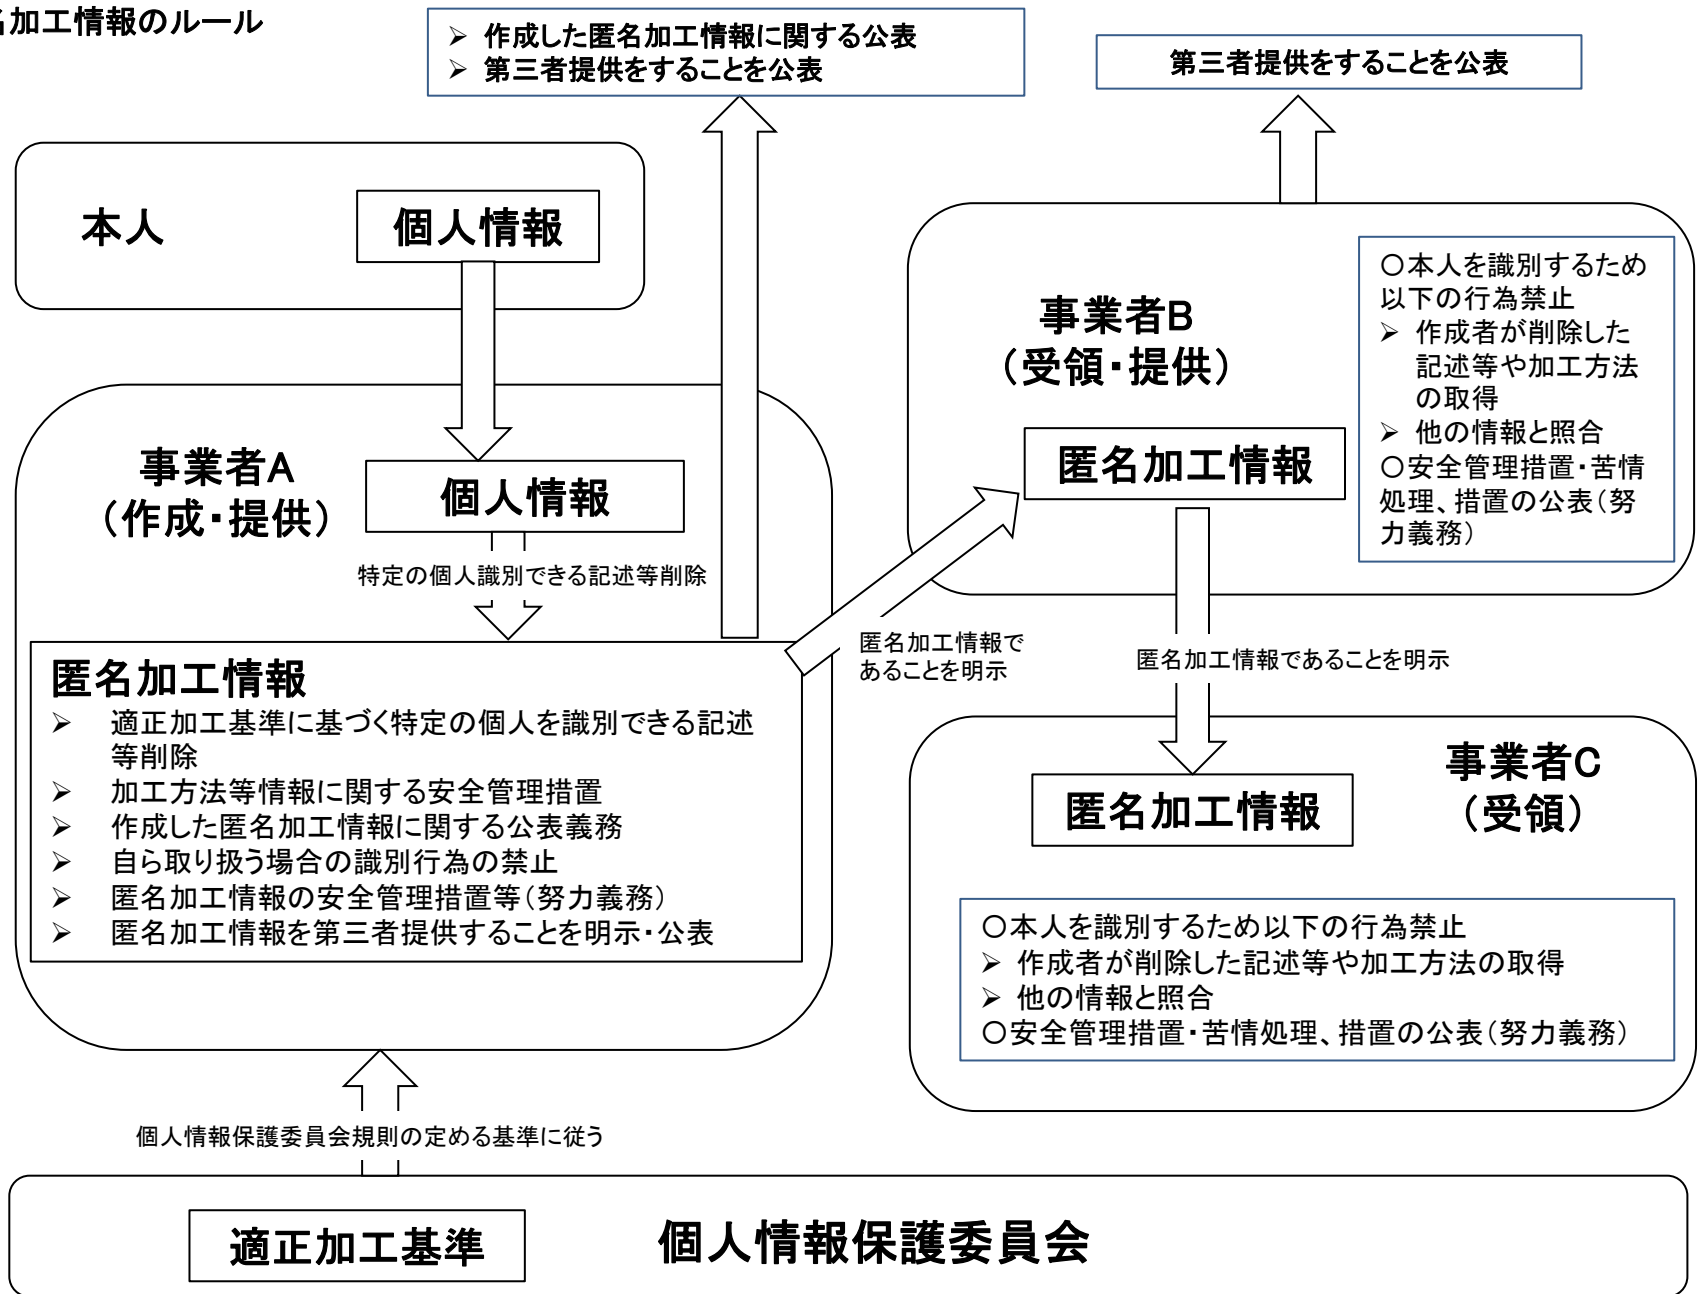 名加工情報のルール
➢ 作成した匿名加工情報に関する公表
➢ 第三者提供をすることを公表
第三者提供をすることを公表
本人
個人情報
事業者A
（作成・提供）
個人情報
特定の個人識別できる記述等削除
匿名加工情報
➢ 適正加工基準に基づく特定の個人を識別できる記述
等削除
➢ 加工方法等情報に関する安全管理措置
➢ 作成した匿名加工情報に関する公表義務
➢ 自ら取り扱う場合の識別行為の禁止
➢ 匿名加工情報の安全管理措置等（努力義務）
➢ 匿名加工情報を第三者提供することを明示・公表
匿名加工情報で
あることを明示
事業者B
（受領・提供）
匿名加工情報
〇本人を識別するため
以下の行為禁止
➢ 作成者が削除した
記述等や加工方法
の取得
➢ 他の情報と照合
〇安全管理措置・苦情
処理、措置の公表（努
力義務）
匿名加工情報であることを明示
事業者C
（受領）
匿名加工情報
〇本人を識別するため以下の行為禁止
➢ 作成者が削除した記述等や加工方法の取得
➢ 他の情報と照合
〇安全管理措置・苦情処理、措置の公表（努力義務）
個人情報保護委員会規則の定める基準に従う
適正加工基準
個人情報保護委員会